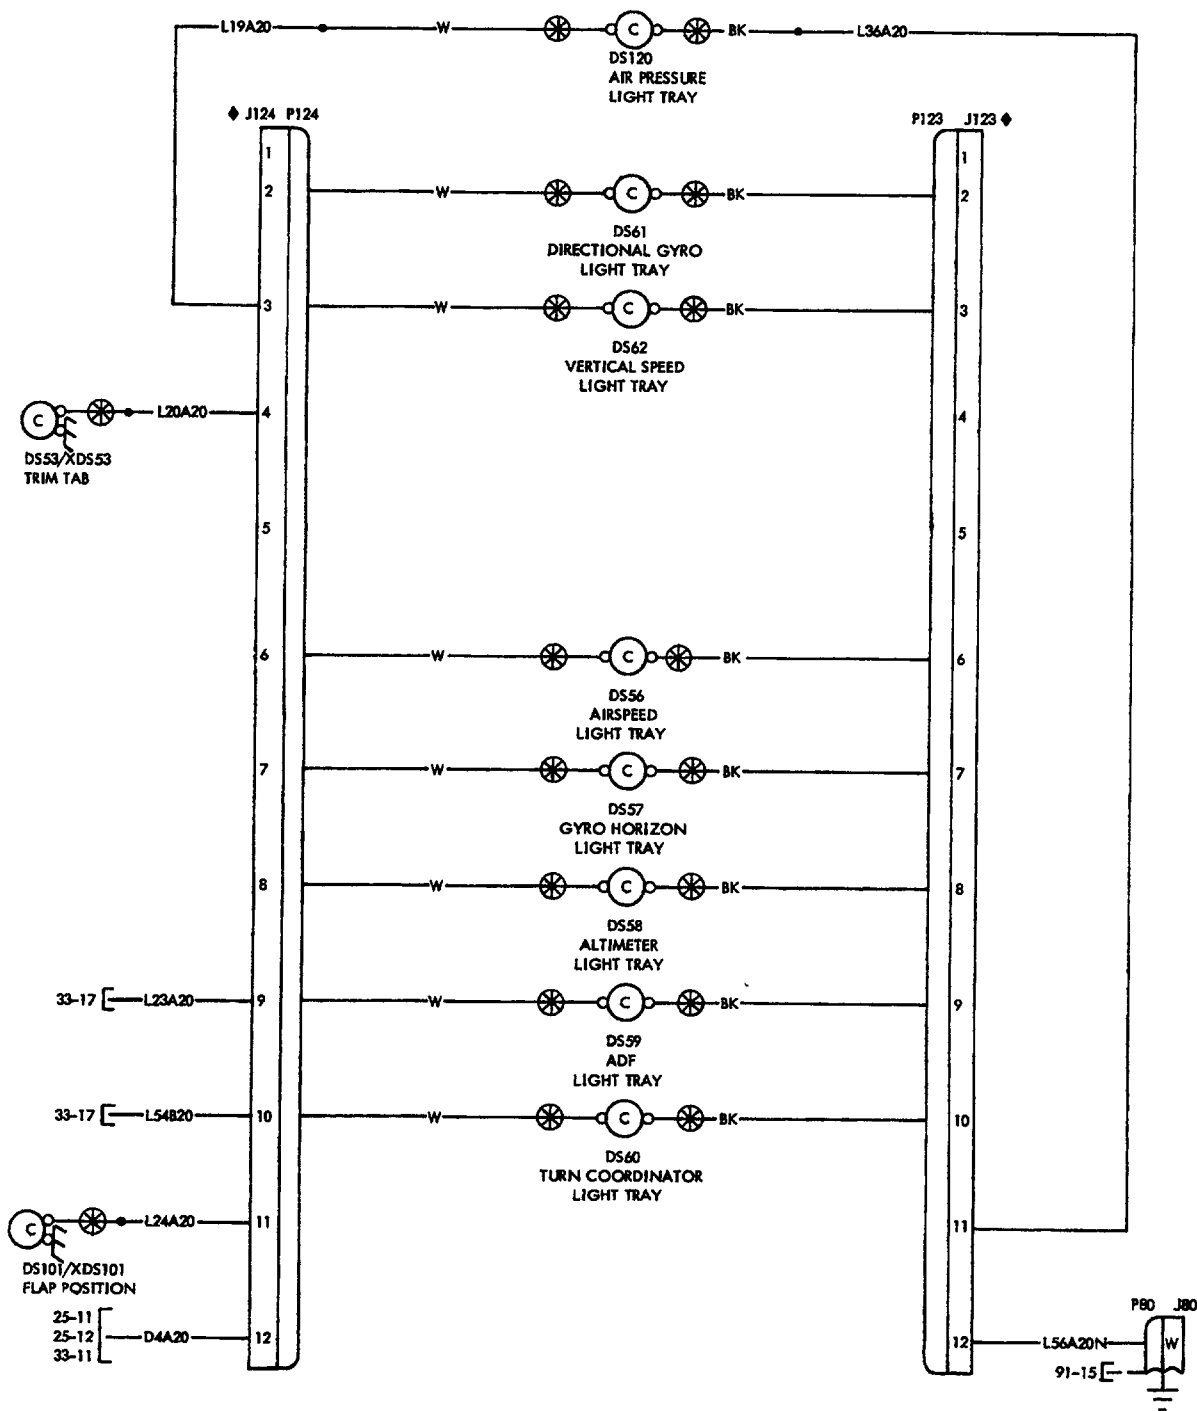 L19A20 W C BK L36A20
DS120
AIR PRESSURE
LIGHT TRAY
J124 P124
P123 J123
1 1
2 W C BK 2
DS61
DIRECTIONAL GYRO
LIGHT TRAY
3 W C BK 3
DS62
VERTICAL SPEED
LIGHT TRAY
C L20A20 4 4
DS53/XDS53
TRIM TAB
5 5
6 W C BK 6
DS56
AIRSPEED
LIGHT TRAY
7 W C BK 7
DS57
GYRO HORIZON
LIGHT TRAY
8 W C BK 8
DS58
ALTIMETER
LIGHT TRAY
33-17 L23A20 9 W C BK 9
DS59
ADF
LIGHT TRAY
33-17 L54B20 10 W C BK 10
DS60
TURN COORDINATOR
LIGHT TRAY
C L24A20 11 11
DS101/XDS101
FLAP POSITION
P80 J80
25-11
25-12 D4A20 12 12 L56A20N W
33-11
91-15